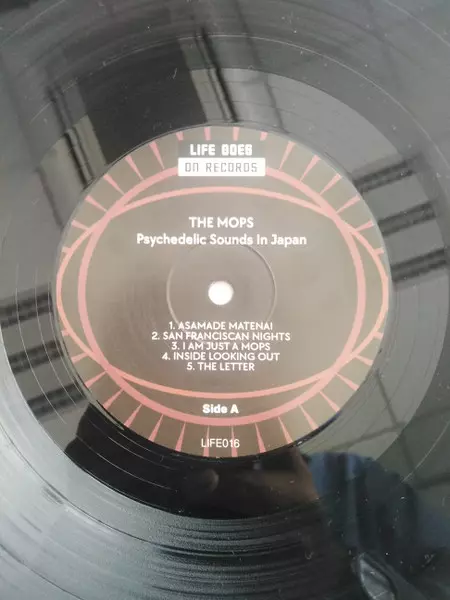 LIFE GOES
ON RECORDS
THE MOPS
Psychedelic Sounds In Japan
1. ASAMADE MATENAI
2. SAN FRANCISCAN NIGHTS
3. I AM JUST A MOPS
4. INSIDE LOOKING OUT
5. THE LETTER
Side A
LIFE016